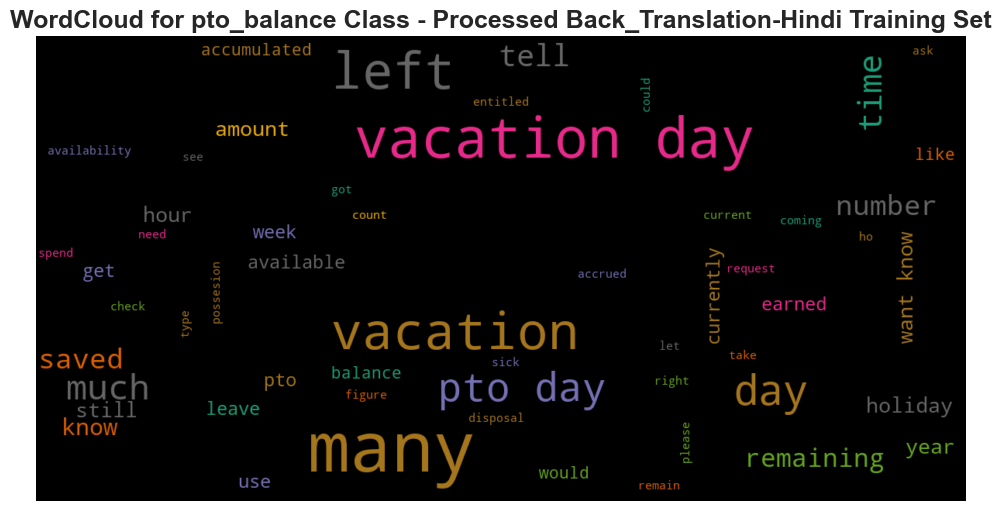 WordCloud for pto_balance Class - Processed Back_Translation-Hindi Training Set
accumulated
left
tell
ask
time
entitled
could
amount
vacation day
availability
see
like
got
hour
count
number
current
coming
need
week
ho
spend
get
available
possesion
accrued
currently
request
want know
check
type
earned
vacation
saved
let
take
sick
much
pto
balance
figure
pto day
right
day
still
leave
holiday
know
disposal
many
please
remaining
year
use
would
remain